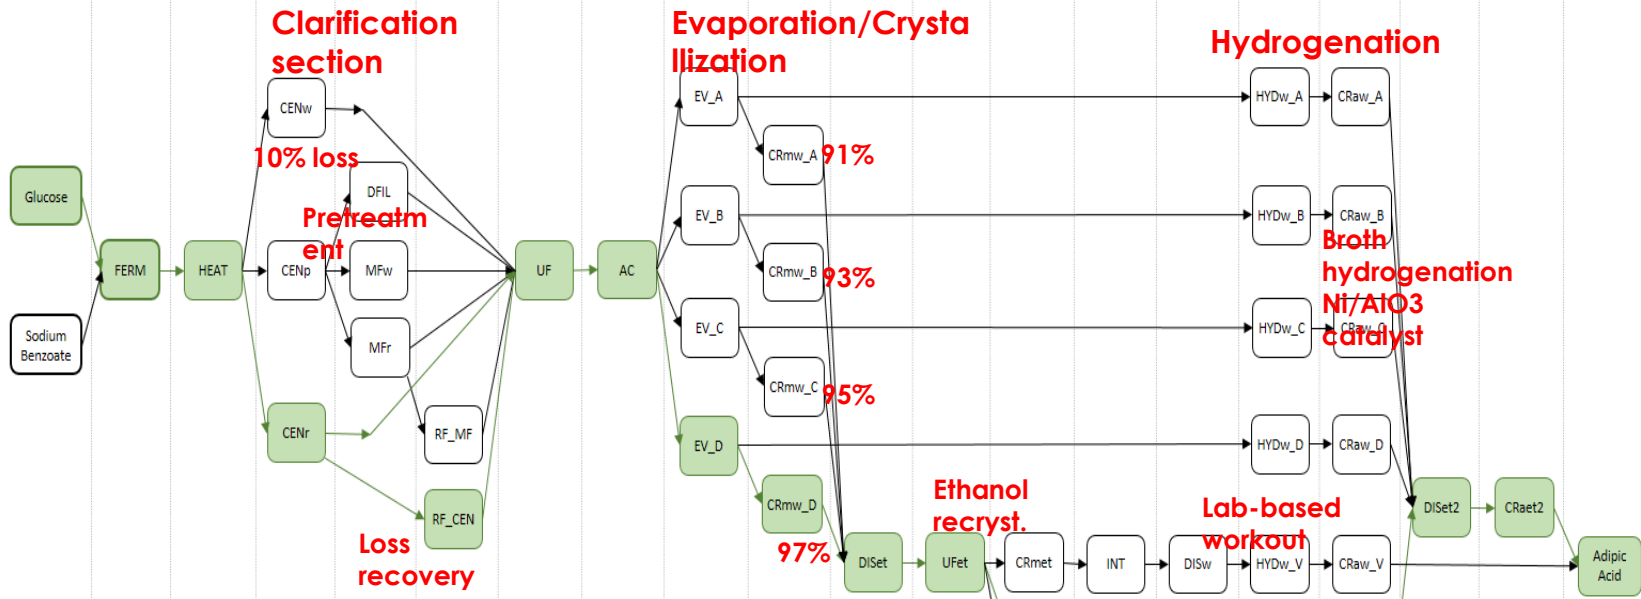 Clarification
section
Evaporation/Crysta
llization
Hydrogenation
CENw
10% loss
DFIL
Pretreatm
ent
Glucose
Sodium
Benzoate
FERM
HEAT
CENp
MFw
MFr
CENr
RF_MF
RF_CEN
Loss
recovery
UF
AC
EV_A
CRmw_A
91%
EV_B
CRmw_B
93%
EV_C
CRmw_C
95%
EV_D
CRmw_D
97%
HYDw_A
CRaw_A
HYDw_B
CRaw_B
Broth
hydrogenation
Ni/AlO3
catalyst
HYDw_C
CRaw_C
HYDw_D
CRaw_D
Ethanol
recryst.
Lab-based
workout
DISet
UFet
CRmet
INT
DISw
HYDw_V
CRaw_V
DISet2
CRaet2
Adipic
Acid